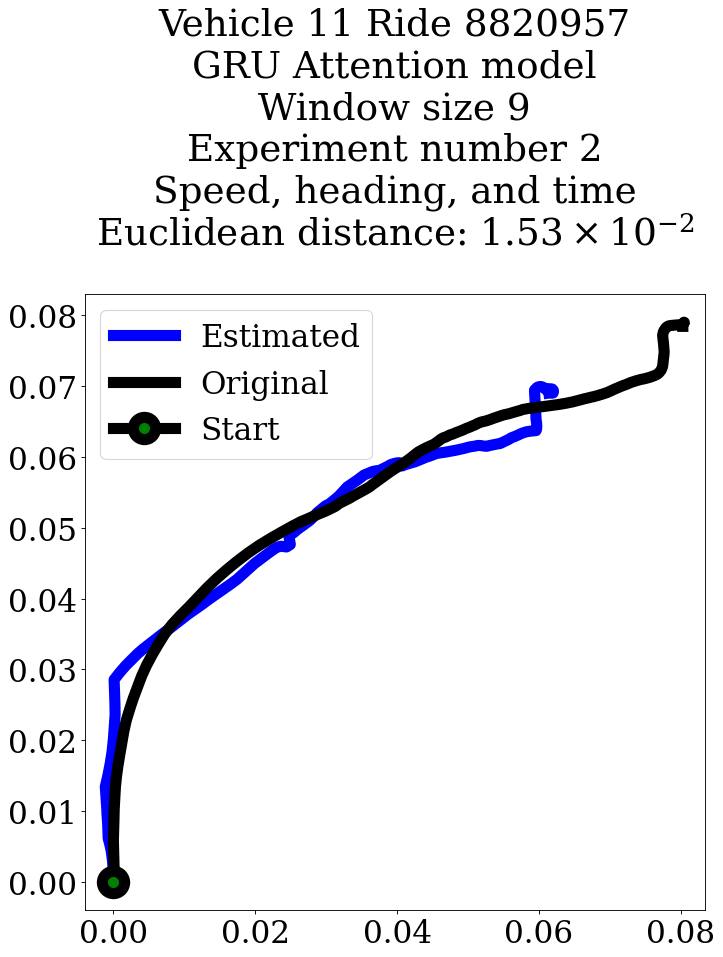 Vehicle 11 Ride 8820957
GRU Attention model
Window size 9
Experiment number 2
Speed, heading, and time
Euclidean distance: 1.53 × 10⁻²
Estimated
Original
Start
0.08
0.07
0.06
0.05
0.04
0.03
0.02
0.01
0.00
0.00 0.02 0.04 0.06 0.08